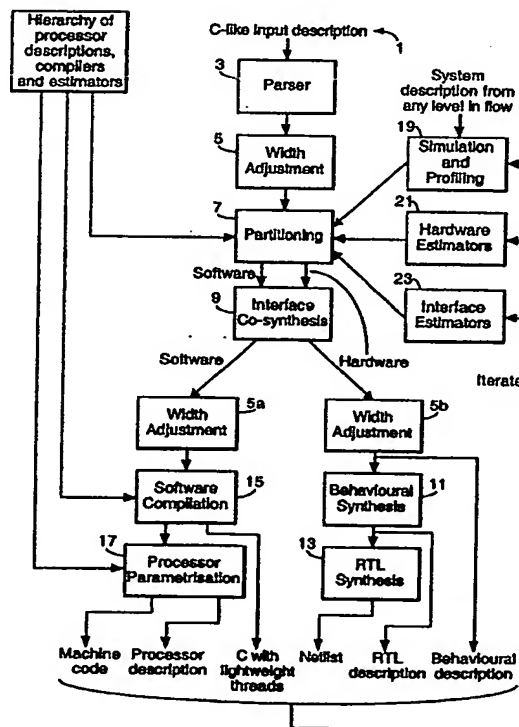 Hierarchy of
processor descriptions,
compilers and estimators
C-like input description
1
3
Parser
System
description from
any level in flow
5
Width
Adjustment
19
Simulation
and
Profiling
7
Partitioning
21
Hardware
Estimators
Software
9
Interface
Co-synthesis
23
Interface
Estimators
Software
Hardware
Iterate
Width
Adjustment
5a
Width
Adjustment
5b
Software
Compilation
15
Behavioural
Synthesis
11
17
Processor
Parametrisation
13
RTL
Synthesis
Machine
code
Processor
description
C with
lightweight
threads
Netlist
RTL
description
Behavioural
description